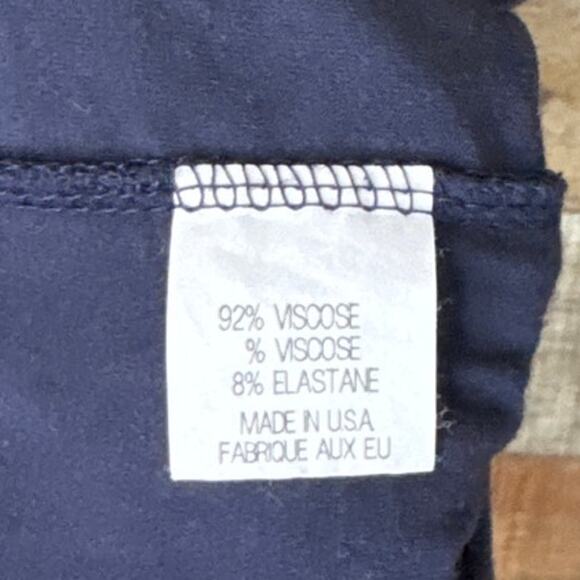 92% VISCOSE
% VISCOSE
8% ELASTANE
MADE IN U.S.A
FABRIQUE AUX EU